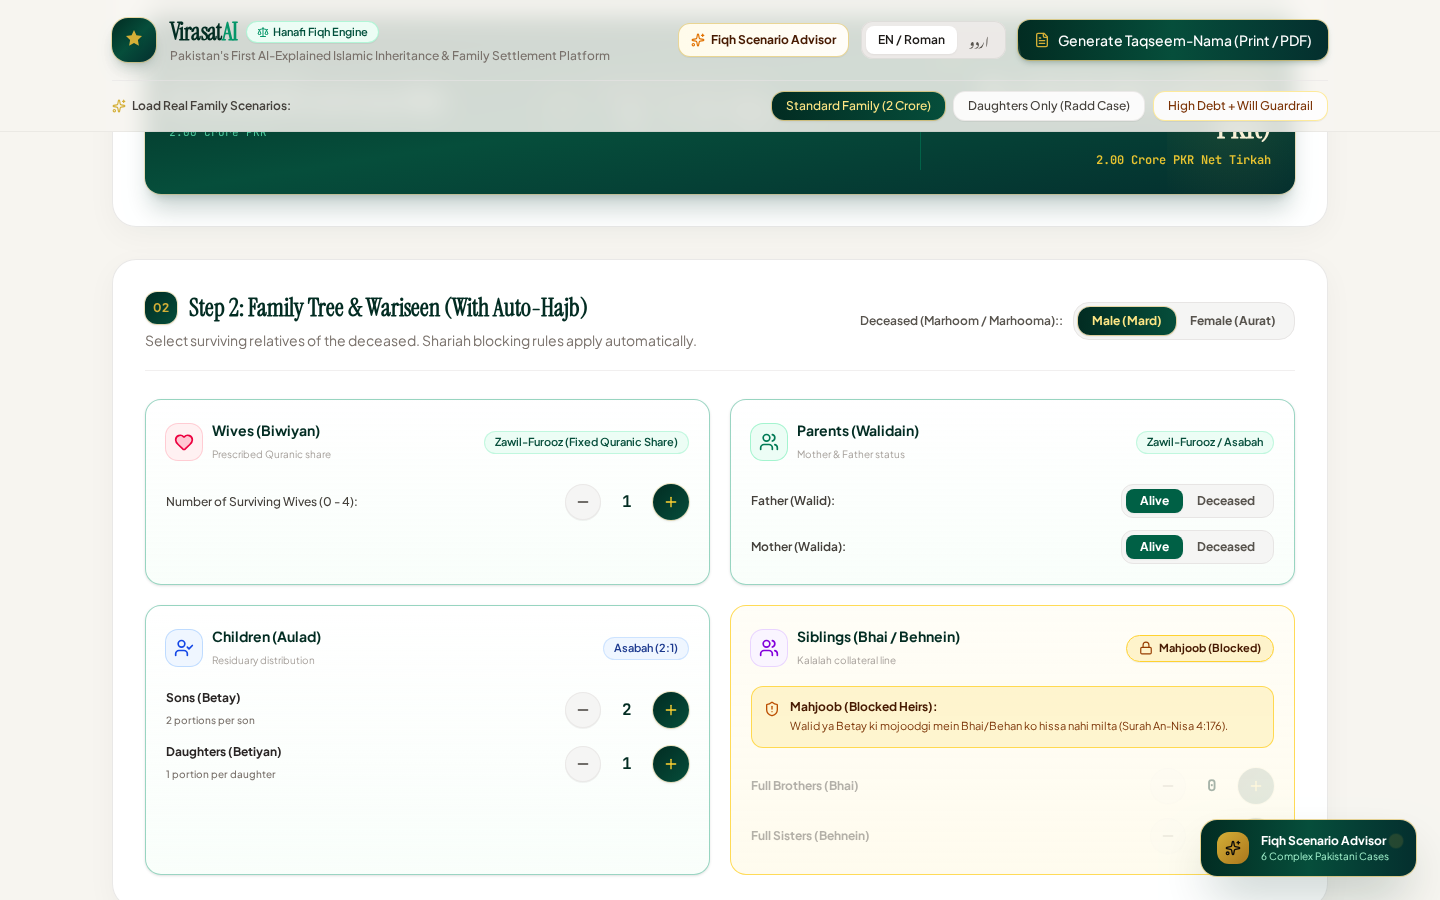 VirasatAI
Hanafi Fiqh Engine
Pakistan's First AI-Explained Islamic Inheritance & Family Settlement Platform
Fiqh Scenario Advisor
EN / Roman
اردو
Generate Taqseem-Nama (Print / PDF)
Load Real Family Scenarios:
Standard Family (2 Crore)
Daughters Only (Radd Case)
High Debt + Will Guardrail
2.00 Crore PKR
PKR)
2.00 Crore PKR Net Tirkah
02
Step 2: Family Tree & Wariseen (With Auto-Hajb)
Select surviving relatives of the deceased. Shariah blocking rules apply automatically.
Deceased (Marhoom / Marhooma)::
Male (Mard)
Female (Aurat)
Wives (Biwiyan)
Prescribed Quranic share
Zawil-Furooz (Fixed Quranic Share)
Number of Surviving Wives (0 - 4):
1
Parents (Walidain)
Mother & Father status
Zawil-Furooz / Asabah
Father (Walid):
Alive
Deceased
Mother (Walida):
Alive
Deceased
Children (Aulad)
Residuary distribution
Asabah (2:1)
Sons (Betay)
2 portions per son
2
Daughters (Betiyan)
1 portion per daughter
1
Siblings (Bhai / Behnein)
Kalalah collateral line
Mahjoob (Blocked)
Mahjoob (Blocked Heirs):
Walid ya Betay ki mojoodgi mein Bhai/Behan ko hissa nahi milta (Surah An-Nisa 4:176).
Full Brothers (Bhai)
0
Full Sisters (Behnein)
Fiqh Scenario Advisor
6 Complex Pakistani Cases